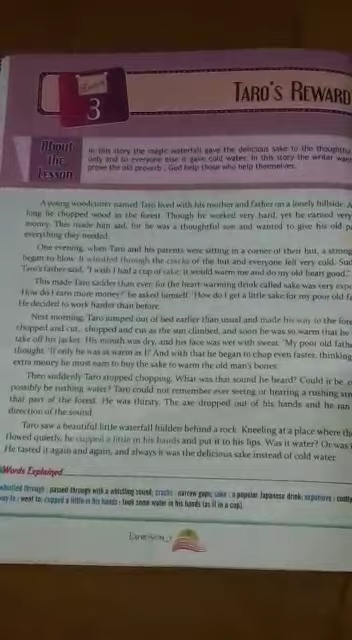 Lesson
3
TARO'S REWARD
About
the
Lesson
In this story the magic waterfall gave the delicious sake to the thoughtful
only and to everyone else it gave cold water. In this story the writer wants
prove the old proverb, God help those who help themselves.
A young woodcutter named Taro lived with his mother and father on a lonely hillside. A
long he chopped wood in the forest. Though he worked very hard, yet he earned very
money. This made him sad, for he was a thoughtful son and wanted to give his old p
everything they needed.
One evening, when Taro and his parents were sitting in a corner of their hut, a strong
began to blow. It whistled through the cracks of the hut and everyone felt very cold. Sud
Taro's father said, "I wish I had a cup of sake, it would warm me and do my old heart good."
This made Taro sadder than ever, for the heart-warming drink called sake was very expe
'How do I earn more money?' he asked himself. 'How do I get a little sake for my poor old fa
He decided to work harder than before.
Next morning, Taro jumped out of bed earlier than usual and made his way to the fore
chopped and cut, chopped and cut as the sun climbed, and soon he was so warm that he
take off his jacket. His mouth was dry, and his face was wet with sweat. 'My poor old fathe
thought. 'If only he was as warm as I!' And with that he began to chop even faster, thinking
extra money he must earn to buy the sake to warm the old man's bones.
Then suddenly Taro stopped chopping. What was that sound he heard? Could it be, c
possibly be rushing water? Taro could not remember ever seeing or hearing a rushing str
that part of the forest. He was thirsty. The axe dropped out of his hands and he ran
direction of the sound.
Taro saw a beautiful little waterfall hidden behind a rock. Kneeling at a place where th
flowed quietly, he cupped a little in his hands and put it to his lips. Was it water? Or was i
He tasted it again and again, and always it was the delicious sake instead of cold water.
Words Explained
whistled through : passed through with a whistling sound; cracks : narrow gaps; sake : a popular Japanese drink; expensive : costly
way to : went to; cupped a little in his hands : took some water in his hands (as if in a cup).